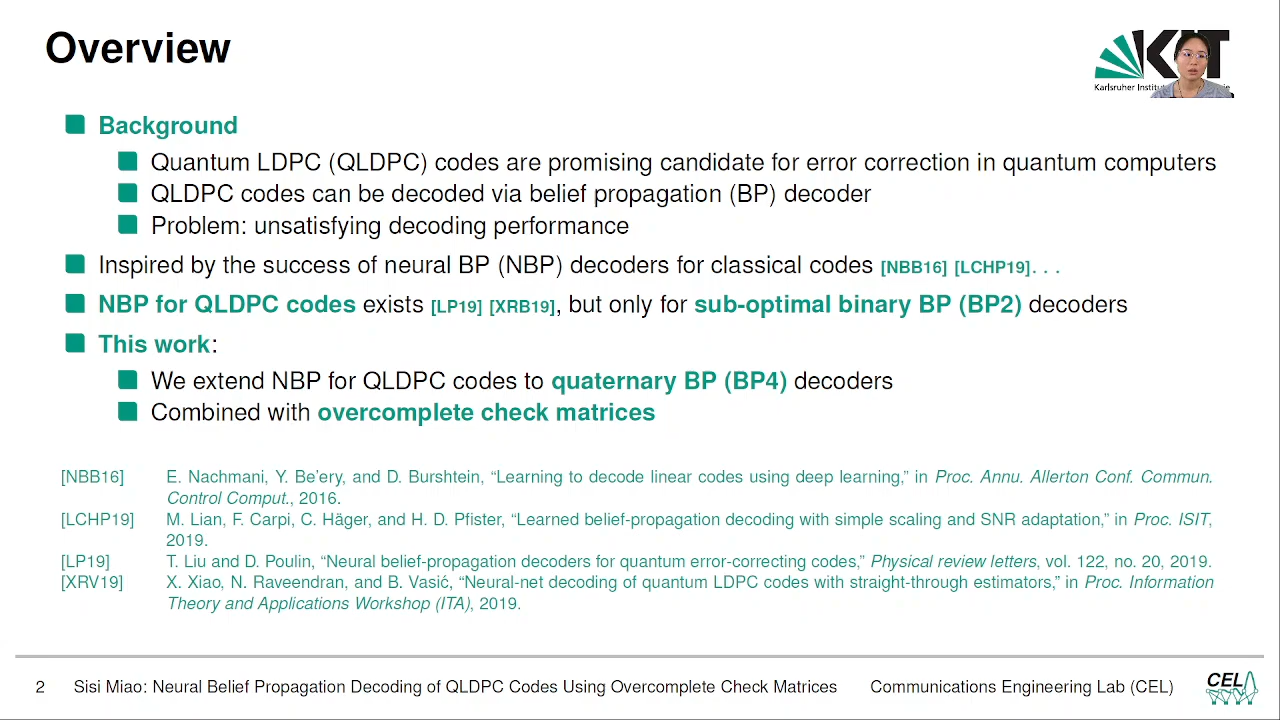 Overview
KIT
Karlsruher Institu
ie
Background
Quantum LDPC (QLDPC) codes are promising candidate for error correction in quantum computers
QLDPC codes can be decoded via belief propagation (BP) decoder
Problem: unsatisfying decoding performance
Inspired by the success of neural BP (NBP) decoders for classical codes [NBB16] [LCHP19]. . .
NBP for QLDPC codes exists [LP19] [XRB19], but only for sub-optimal binary BP (BP2) decoders
This work:
We extend NBP for QLDPC codes to quaternary BP (BP4) decoders
Combined with overcomplete check matrices
[NBB16] E. Nachmani, Y. Be’ery, and D. Burshtein, “Learning to decode linear codes using deep learning,” in Proc. Annu. Allerton Conf. Commun.
Control Comput., 2016.
[LCHP19] M. Lian, F. Carpi, C. Häger, and H. D. Pfister, “Learned belief-propagation decoding with simple scaling and SNR adaptation,” in Proc. ISIT,
2019.
[LP19] T. Liu and D. Poulin, “Neural belief-propagation decoders for quantum error-correcting codes,” Physical review letters, vol. 122, no. 20, 2019.
[XRV19] X. Xiao, N. Raveendran, and B. Vasić, “Neural-net decoding of quantum LDPC codes with straight-through estimators,” in Proc. Information
Theory and Applications Workshop (ITA), 2019.
2 Sisi Miao: Neural Belief Propagation Decoding of QLDPC Codes Using Overcomplete Check Matrices Communications Engineering Lab (CEL)
CEL